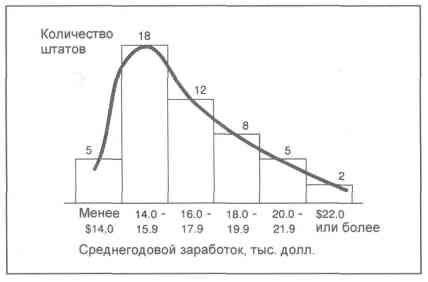 Количество
штатов
18
12
8
5
5
2
Менее 14.0 - 16.0 - 18.0 - 20.0 - $22.0
$14,0 15.9 17.9 19.9 21.9 или более
Среднегодовой заработок, тыс. долл.